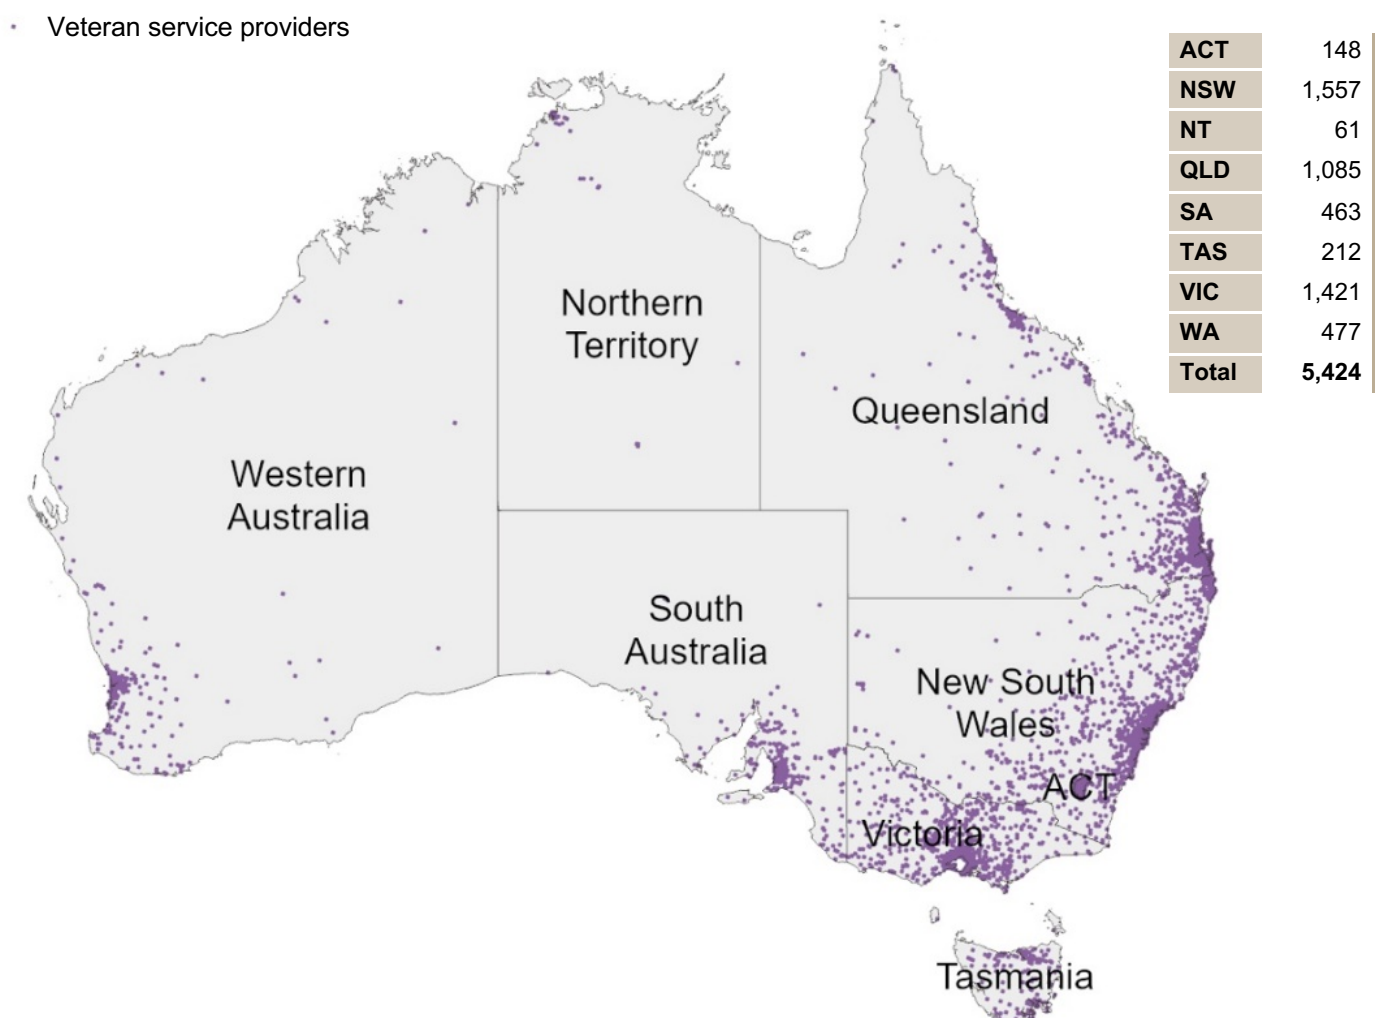 Veteran service providers
ACT 148
NSW 1,557
NT 61
QLD 1,085
SA 463
TAS 212
VIC 1,421
WA 477
Total 5,424
Northern
Territory
Queensland
Western
Australia
South
Australia
New South
Wales
ACT
Victoria
Tasmania